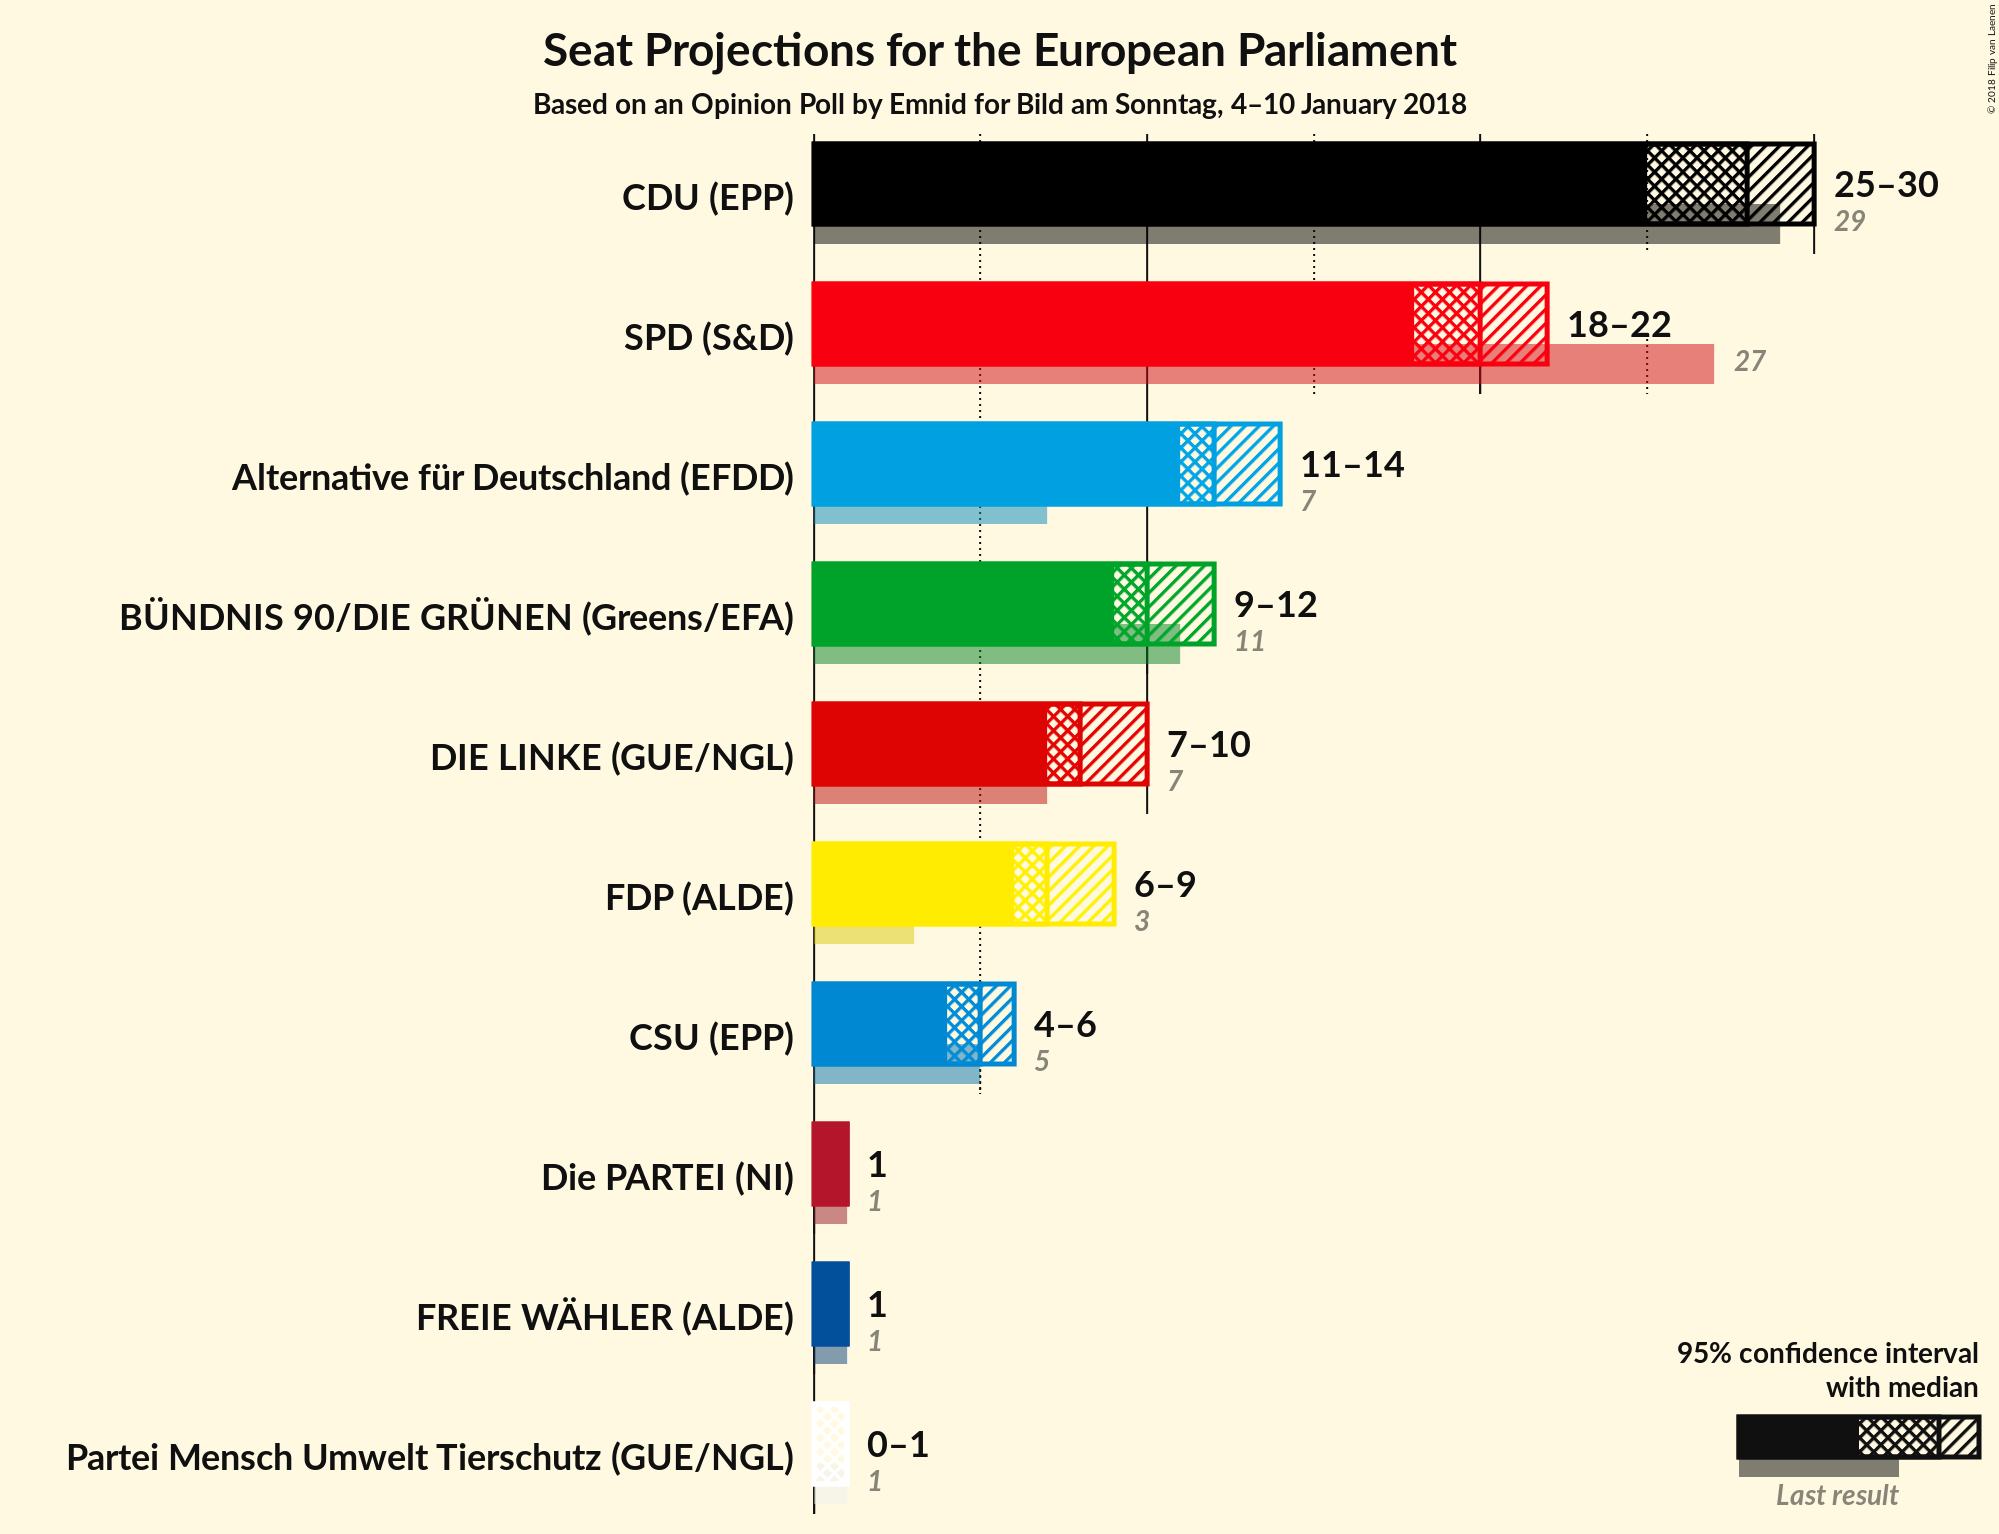 Seat Projections for the European Parliament
Based on an Opinion Poll by Emnid for Bild am Sonntag, 4–10 January 2018
© 2018 Filip van Laenen
CDU (EPP)
25–30
29
SPD (S&D)
18–22
27
Alternative für Deutschland (EFDD)
11–14
7
BÜNDNIS 90/DIE GRÜNEN (Greens/EFA)
9–12
11
DIE LINKE (GUE/NGL)
7–10
7
FDP (ALDE)
6–9
3
CSU (EPP)
4–6
5
Die PARTEI (NI)
1
1
FREIE WÄHLER (ALDE)
1
1
Partei Mensch Umwelt Tierschutz (GUE/NGL)
0–1
1
95% confidence interval
with median
Last result